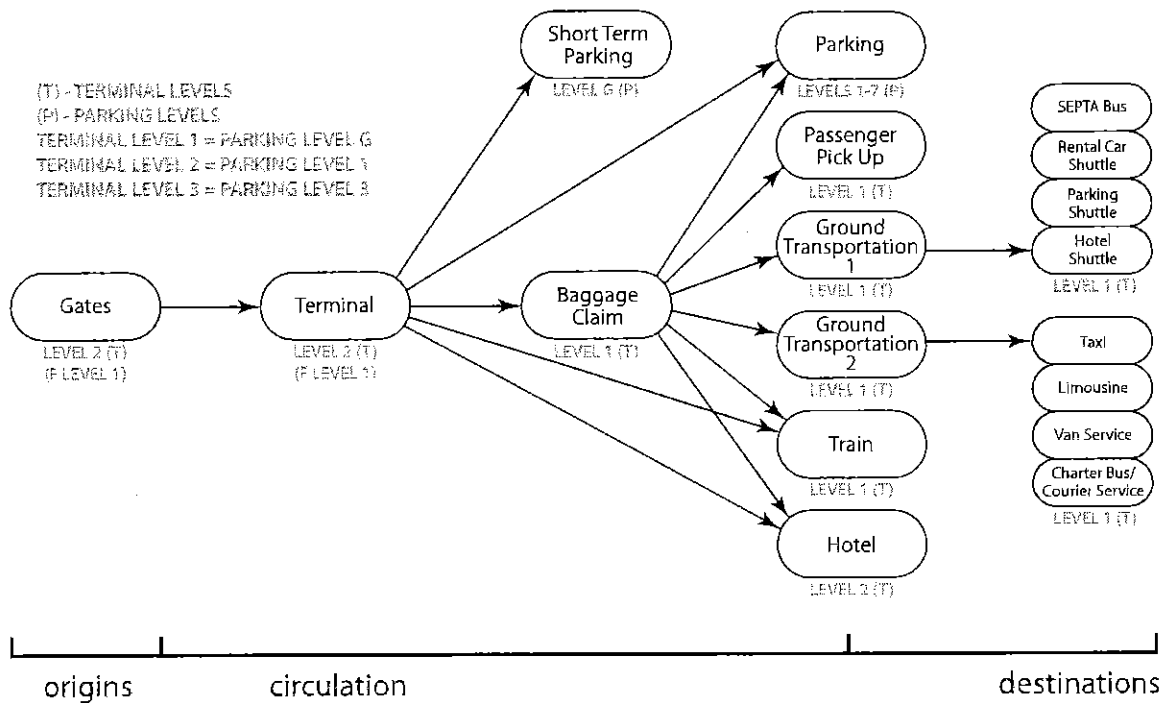 Short Term
Parking
LEVEL G (P)
Parking
LEVELS 1-7 (P)
(T) - TERMINAL LEVELS
(P) - PARKING LEVELS
TERMINAL LEVEL 1 = PARKING LEVEL G
TERMINAL LEVEL 2 = PARKING LEVEL 1
TERMINAL LEVEL 3 = PARKING LEVEL 3
Gates
LEVEL 2 (T)
(P LEVEL 1)
Terminal
LEVEL 2 (T)
(P LEVEL 1)
Baggage
Claim
LEVEL 1 (T)
Passenger
Pick Up
LEVEL 1 (T)
Ground
Transportation
1
LEVEL 1 (T)
Ground
Transportation
2
LEVEL 1 (T)
Train
LEVEL 1 (T)
Hotel
LEVEL 2 (T)
SEPTA Bus
Rental Car
Shuttle
Parking
Shuttle
Hotel
Shuttle
LEVEL 1 (T)
Taxi
Limousine
Van Service
Charter Bus/
Courier Service
LEVEL 1 (T)
origins
circulation
destinations